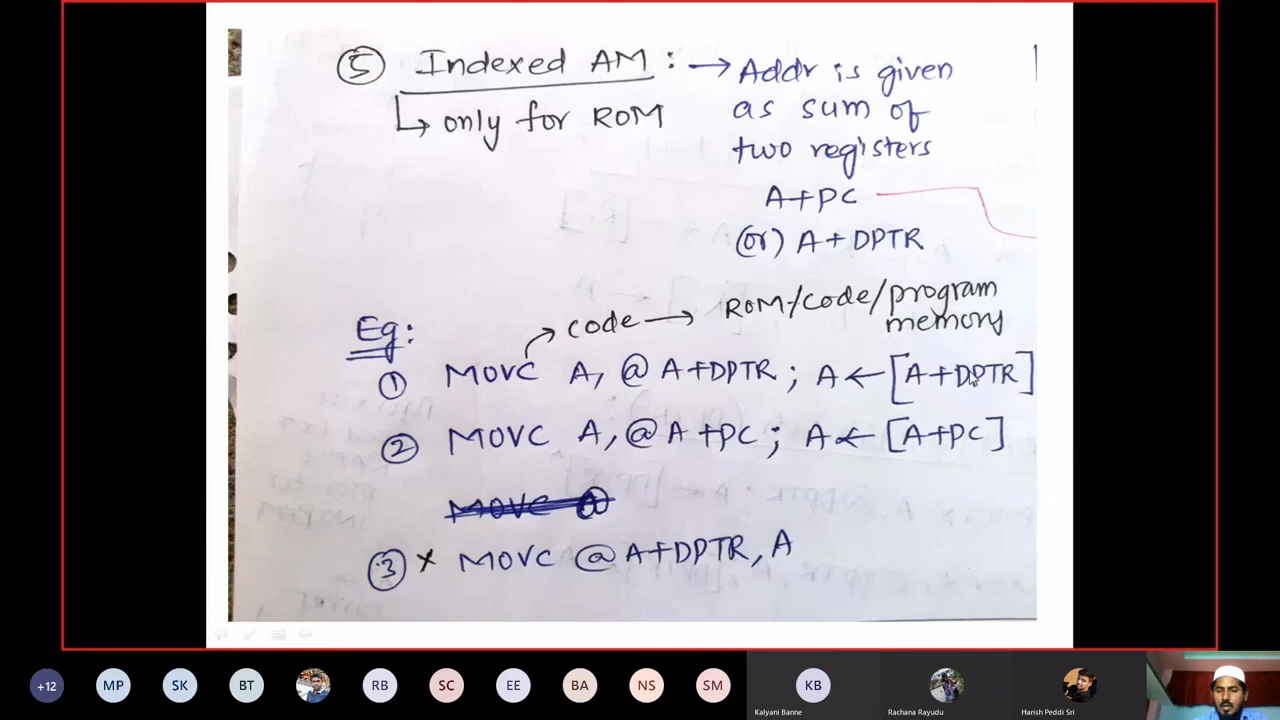 ⑤ Indexed AM : → Addr is given
↳ only for ROM
as sum of
two registers
A+PC
(or) A + DPTR
Eg:
code → ROM/code/program
memory
① MOVC A, @ A+DPTR ; A ← [A+DPTR]
② MOVC A, @ A+PC ; A ← [A+PC]
MOVC @
③ × MOVC @ A+DPTR, A
+12
MP
SK
BT
RB
SC
EE
BA
NS
SM
KB
Kalyani Banne
Rachana Rayudu
Harish Peddi Sri